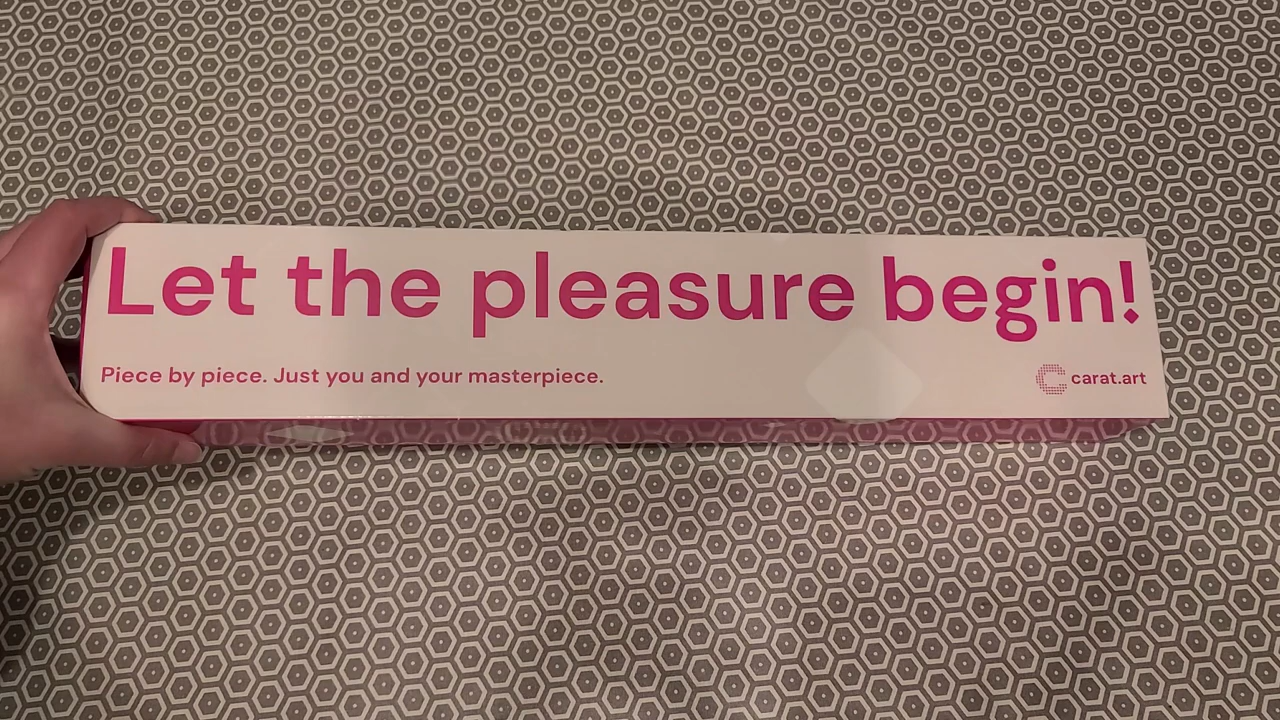 Let the pleasure begin!
Piece by piece. Just you and your masterpiece.
carat.art